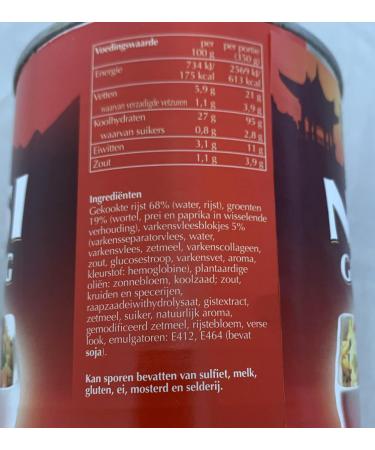 Voedingswaarde per 100 g per portie (350 g)
Energie 734 kJ/ 175 kcal 2569 kJ/ 613 kcal
Vetten 5,9 g 21 g
waarvan verzadigde vetzuren 1,1 g 3,9 g
Koolhydraten 27 g 95 g
waarvan suikers 0,8 g 2,8 g
Eiwitten 3,1 g 11 g
Zout 1,1 g 3,9 g
Ingrediënten
Gekookte rijst 68% (water, rijst), groenten
19% (wortel, prei en paprika in wisselende
verhouding), varkensvleesblokjes 5%
(varkensseparatorvlees, water,
varkensvlees, zetmeel, varkenscollageen,
zout, glucosestroop, varkensvet, aroma,
kleurstof: hemoglobine), plantaardige
oliën: zonnebloem, koolzaad; zout,
kruiden en specerijen,
raapzaadeiwithydrolysaat, gistextract,
zetmeel, suiker, natuurlijk aroma,
gemodificeerd zetmeel, rijstebloem, verse
look, emulgatoren: E412, E464 (bevat
soja).
Kan sporen bevatten van sulfiet, melk,
gluten, ei, mosterd en selderij.